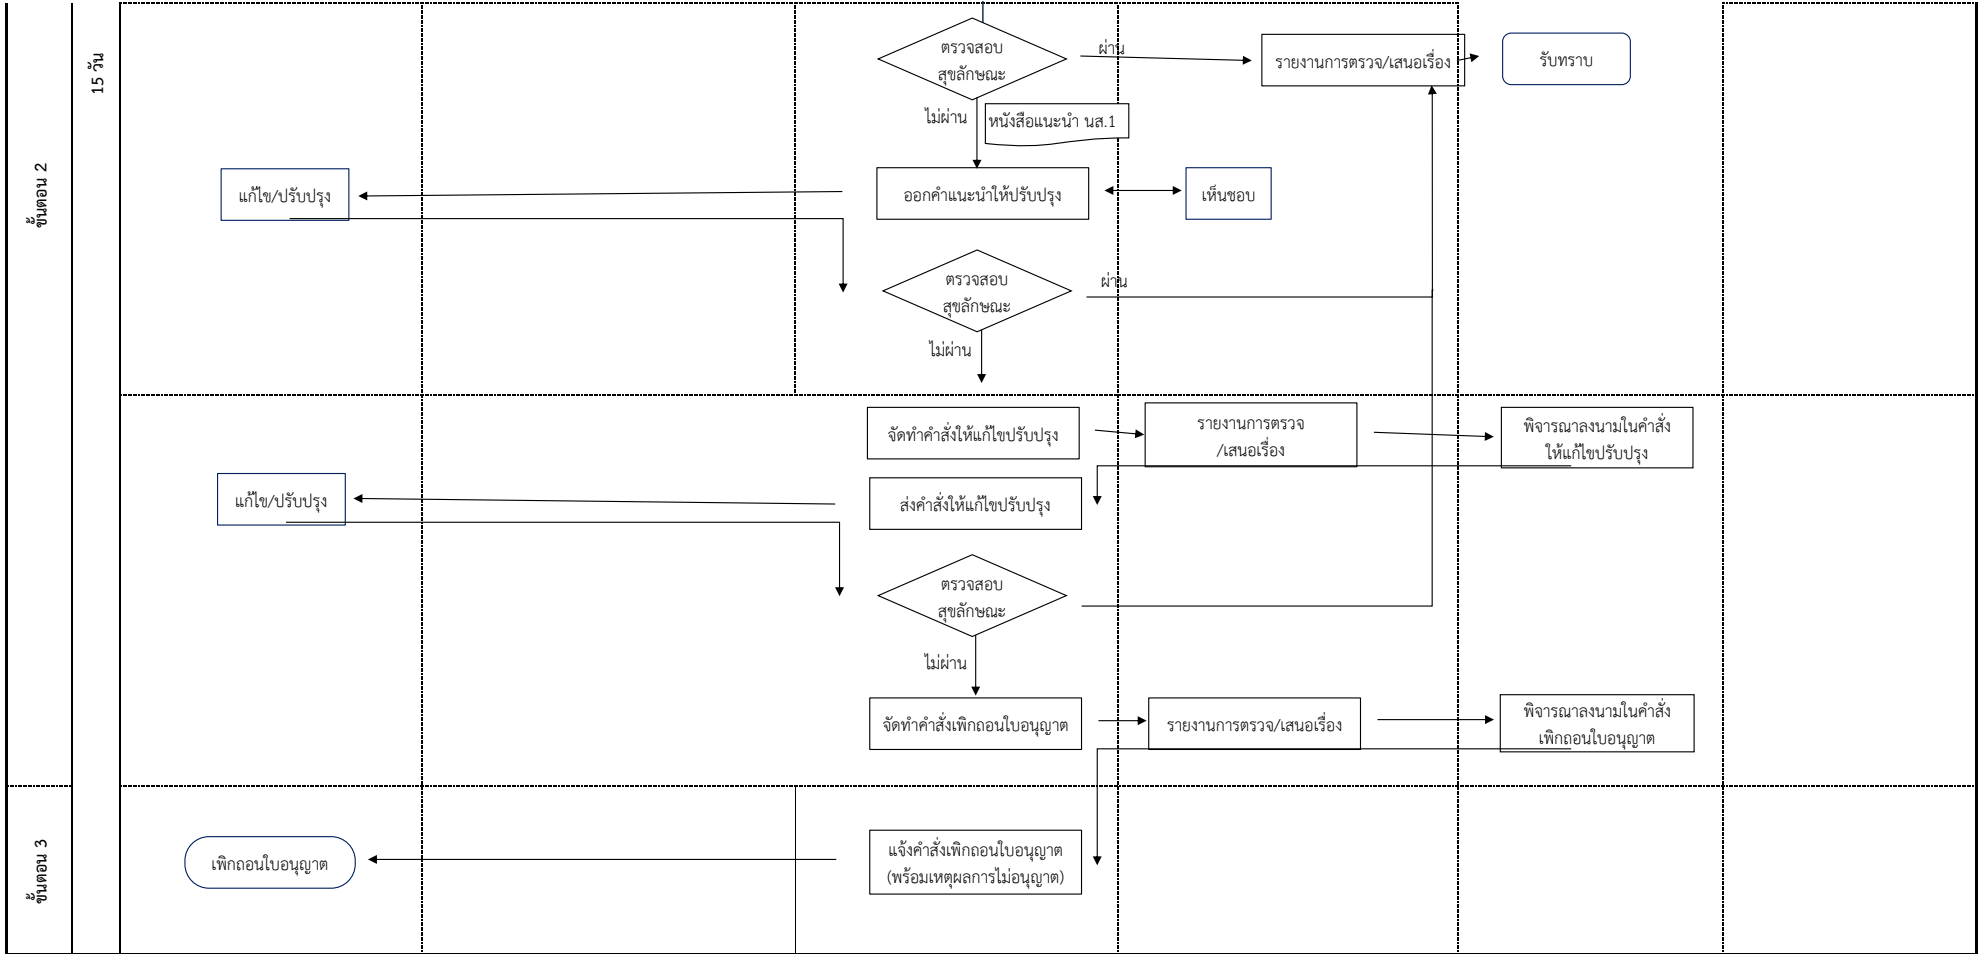 ขั้นตอน 2
15 วัน
ตรวจสอบ
สุขลักษณะ
ผ่าน
รายงานการตรวจ/เสนอเรื่อง
รับทราบ
ไม่ผ่าน
หนังสือแนะนำ นส.1
แก้ไข/ปรับปรุง
ออกคำแนะนำให้ปรับปรุง
เห็นชอบ
ตรวจสอบ
สุขลักษณะ
ผ่าน
ไม่ผ่าน
จัดทำคำสั่งให้แก้ไขปรับปรุง
รายงานการตรวจ
/เสนอเรื่อง
พิจารณาลงนามในคำสั่ง
ให้แก้ไขปรับปรุง
แก้ไข/ปรับปรุง
ส่งคำสั่งให้แก้ไขปรับปรุง
ตรวจสอบ
สุขลักษณะ
ไม่ผ่าน
จัดทำคำสั่งเพิกถอนใบอนุญาต
รายงานการตรวจ/เสนอเรื่อง
พิจารณาลงนามในคำสั่ง
เพิกถอนใบอนุญาต
ขั้นตอน 3
เพิกถอนใบอนุญาต
แจ้งคำสั่งเพิกถอนใบอนุญาต
(พร้อมเหตุผลการไม่อนุญาต)